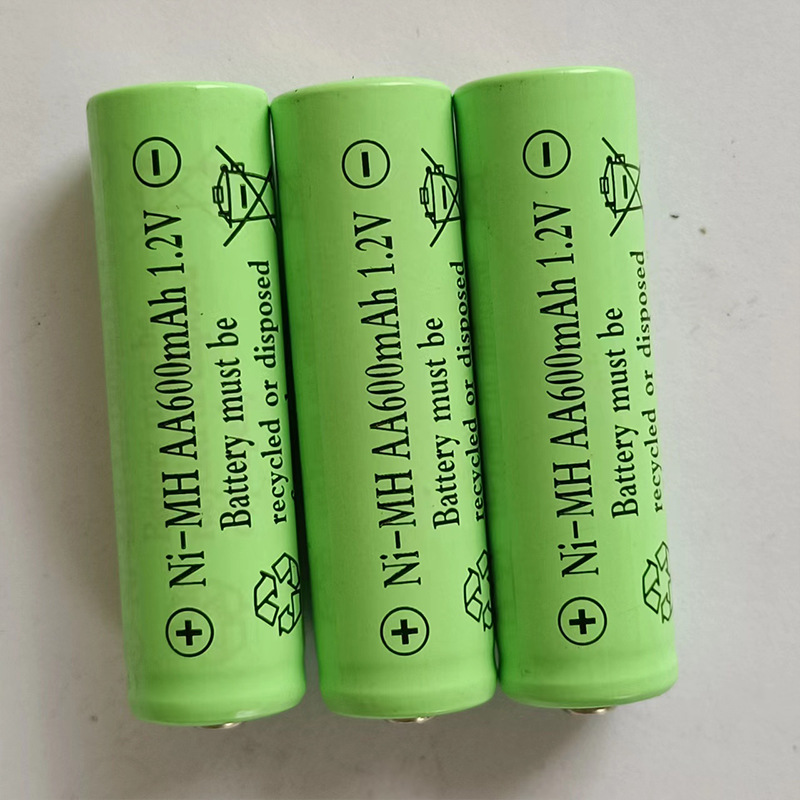 Ni-MH AA600mAh 1.2V
Battery must be
recycled or disposed
Ni-MH AA600mAh 1.2V
Battery must be
recycled or disposed
Ni-MH AA600mAh 1.2V
Battery must be
recycled or disposed